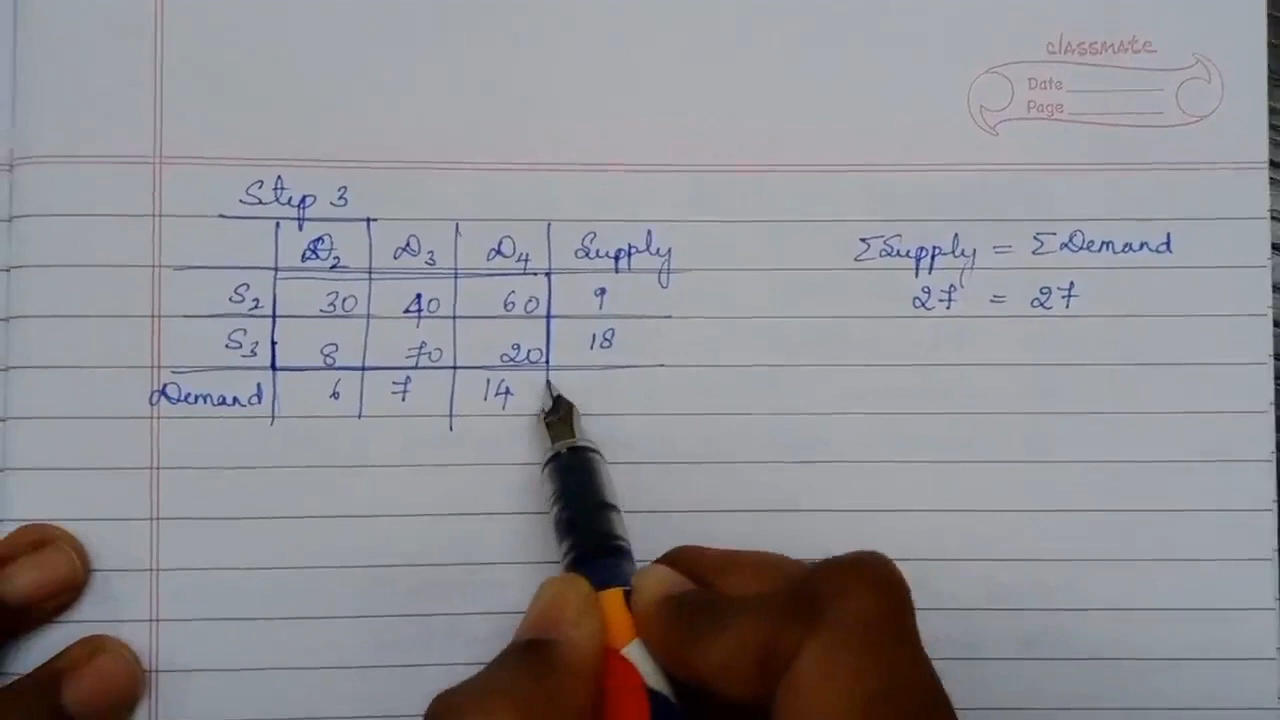 classmate
Date
Page
Step 3
D2 D3 D4 Supply ΣSupply = ΣDemand
S2 30 40 60 9 27 = 27
S3 8 70 20 18
Demand 6 7 14